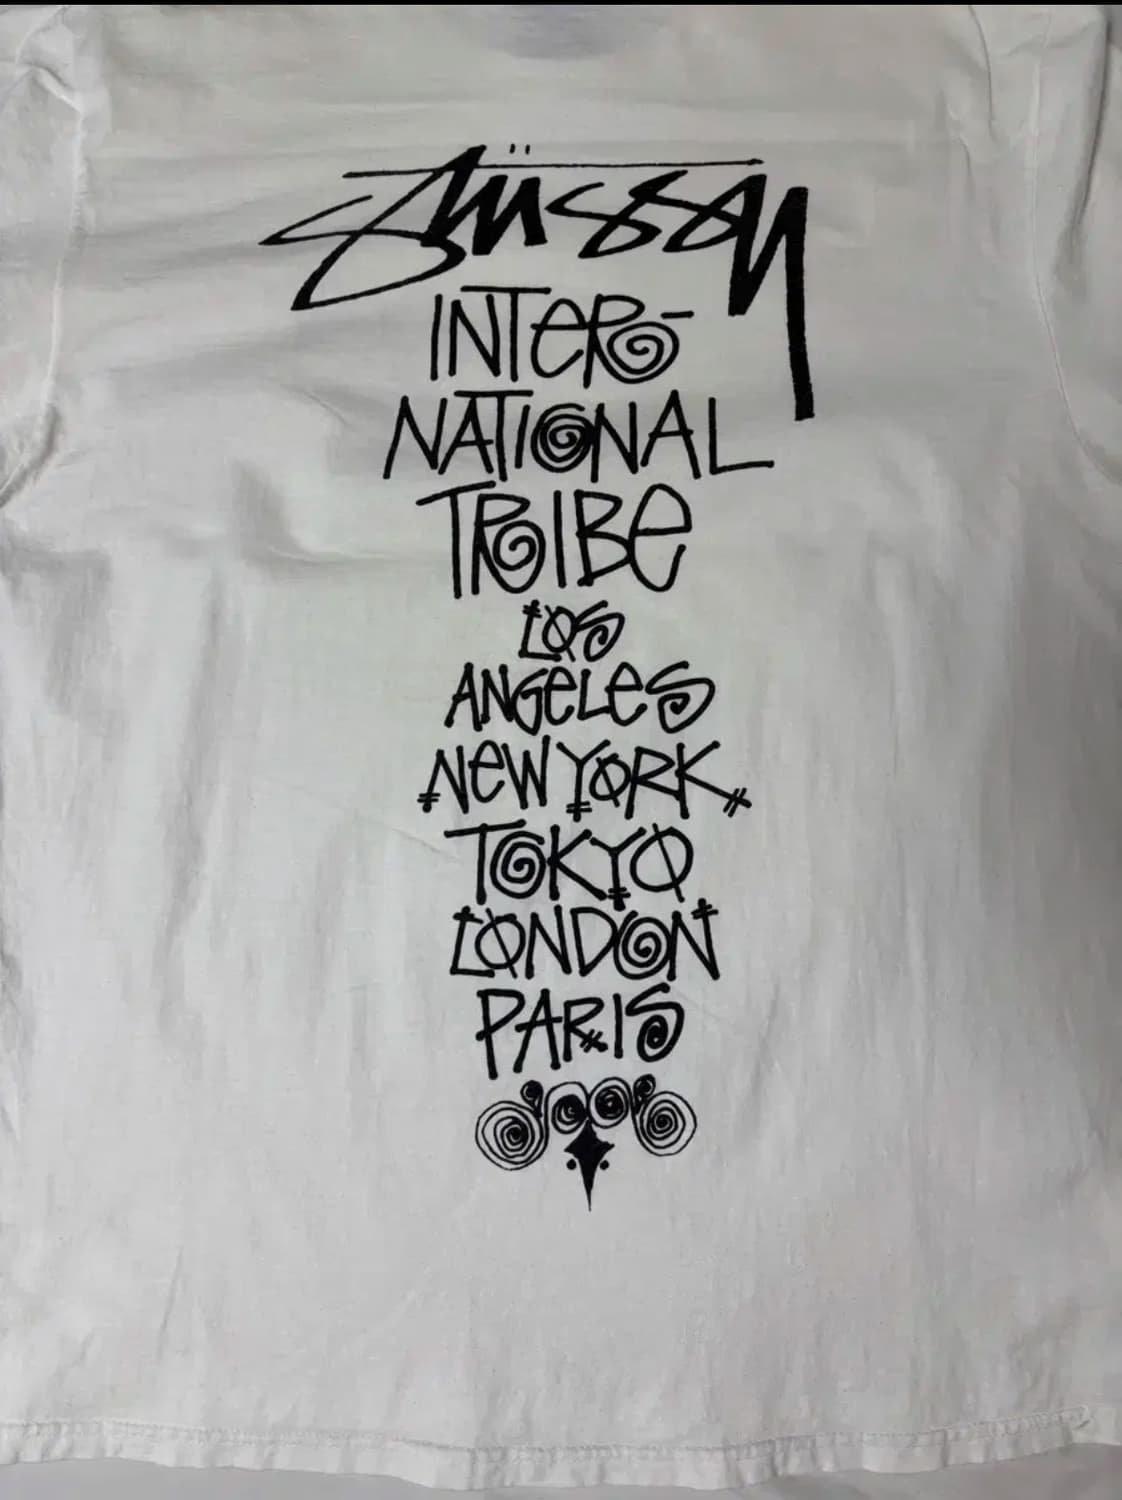 Stüssy
INTER-
NATIONAL
TRIBE
LOS
ANGELES
NEW YORK
TOKYO
LONDON
PARIS